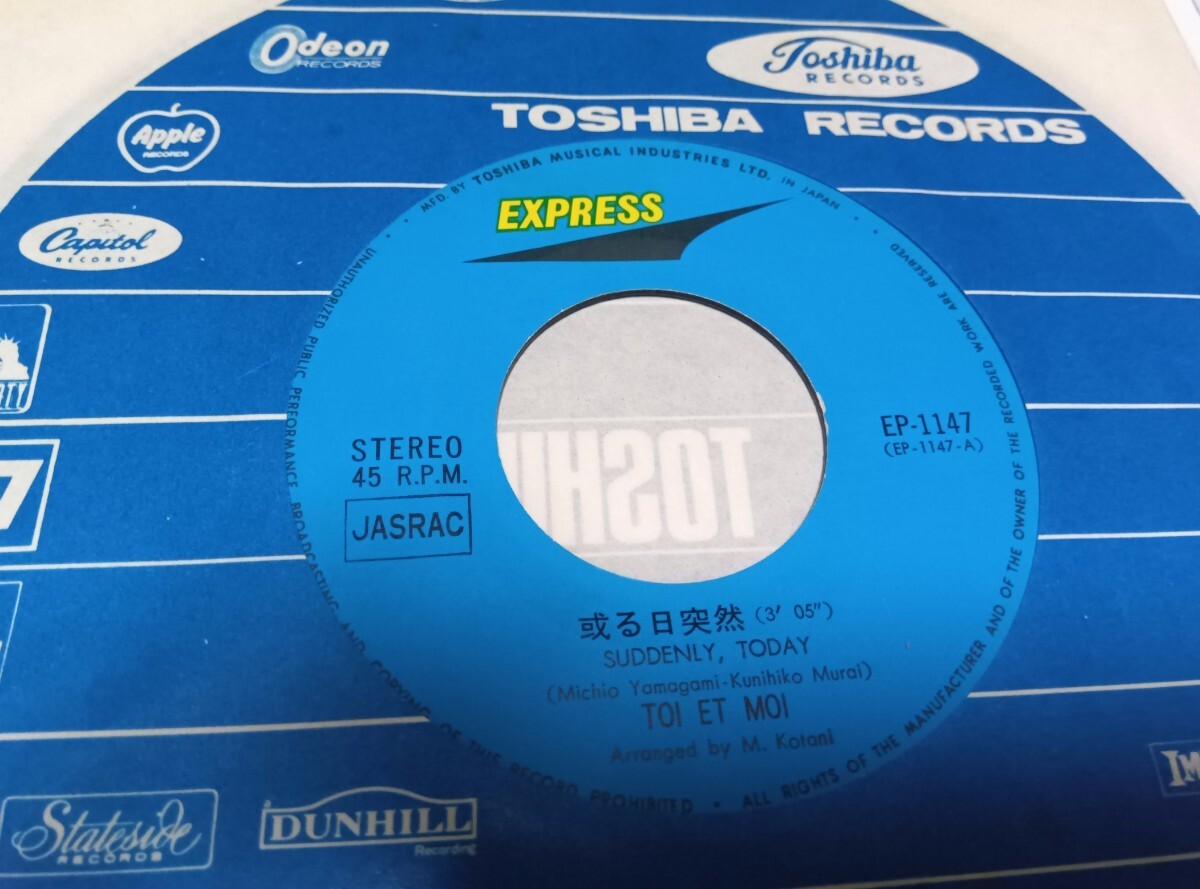 Odeon
RECORDS
Toshiba
RECORDS
Apple
RECORDS
TOSHIBA RECORDS
Capitol
RECORDS
MFD. BY TOSHIBA MUSICAL INDUSTRIES LTD. IN JAPAN •
EXPRESS
STEREO
45 R.P.M.
JASRAC
EP-1147
(EP-1147-A)
TOSHI
或る日突然 (3′ 05″)
SUDDENLY, TODAY
(Michio Yamagami-Kunihiko Murai)
TOI ET MOI
Arranged by M. Kotani
UNAUTHORIZED PUBLIC PERFORMANCE BROADCASTING AND COPYING OF THIS RECORD PROHIBITED • ALL RIGHTS OF THE MANUFACTURER AND OF THE OWNER OF THE RECORDED WORK ARE RESERVED
Stateside
RECORDS
DUNHILL
Recording
IM